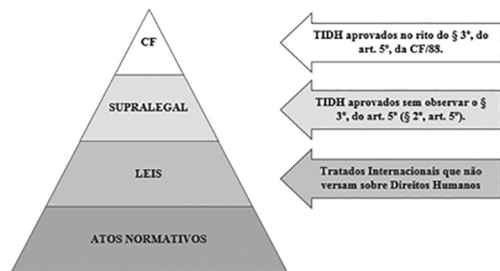 CF
TIDH aprovados no rito do § 3º, do
art. 5º, da CF/88.
SUPRALEGAL
TIDH aprovados sem observar o §
3º, do art. 5º (§ 2º, art. 5º).
LEIS
Tratados Internacionais que não
versam sobre Direitos Humanos
ATOS NORMATIVOS